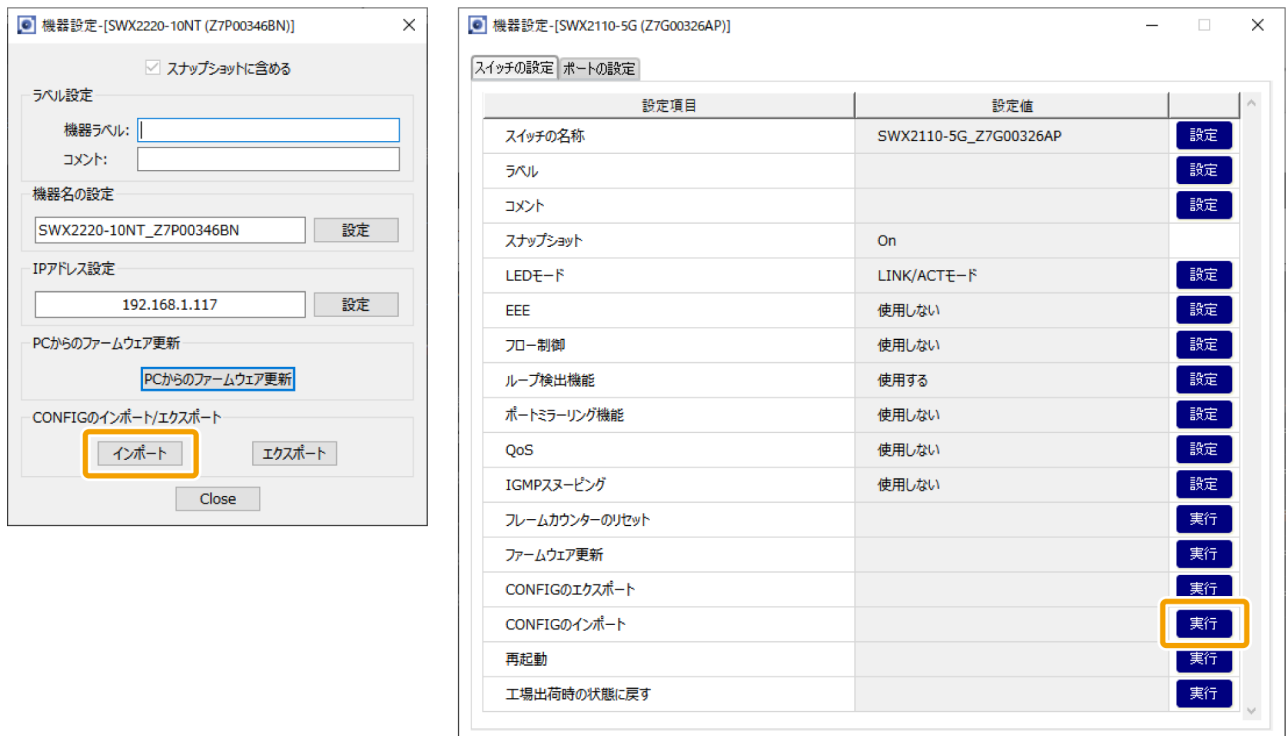 機器設定-[SWX2220-10NT (Z7P00346BN)]
スナップショットに含める
ラベル設定
機器ラベル:
コメント:
機器名の設定
SWX2220-10NT_Z7P00346BN 設定
IPアドレス設定
192.168.1.117 設定
PCからのファームウェア更新
PCからのファームウェア更新
CONFIGのインポート/エクスポート
インポート エクスポート
Close
機器設定-[SWX2110-5G (Z7G00326AP)]
スイッチの設定 ポートの設定
設定項目 設定値
スイッチの名称 SWX2110-5G_Z7G00326AP 設定
ラベル 設定
コメント 設定
スナップショット On
LEDモード LINK/ACTモード 設定
EEE 使用しない 設定
フロー制御 使用しない 設定
ループ検出機能 使用する 設定
ポートミラーリング機能 使用しない 設定
QoS 使用しない 設定
IGMPスヌーピング 使用しない 設定
フレームカウンターのリセット 実行
ファームウェア更新 実行
CONFIGのエクスポート 実行
CONFIGのインポート 実行
再起動 実行
工場出荷時の状態に戻す 実行